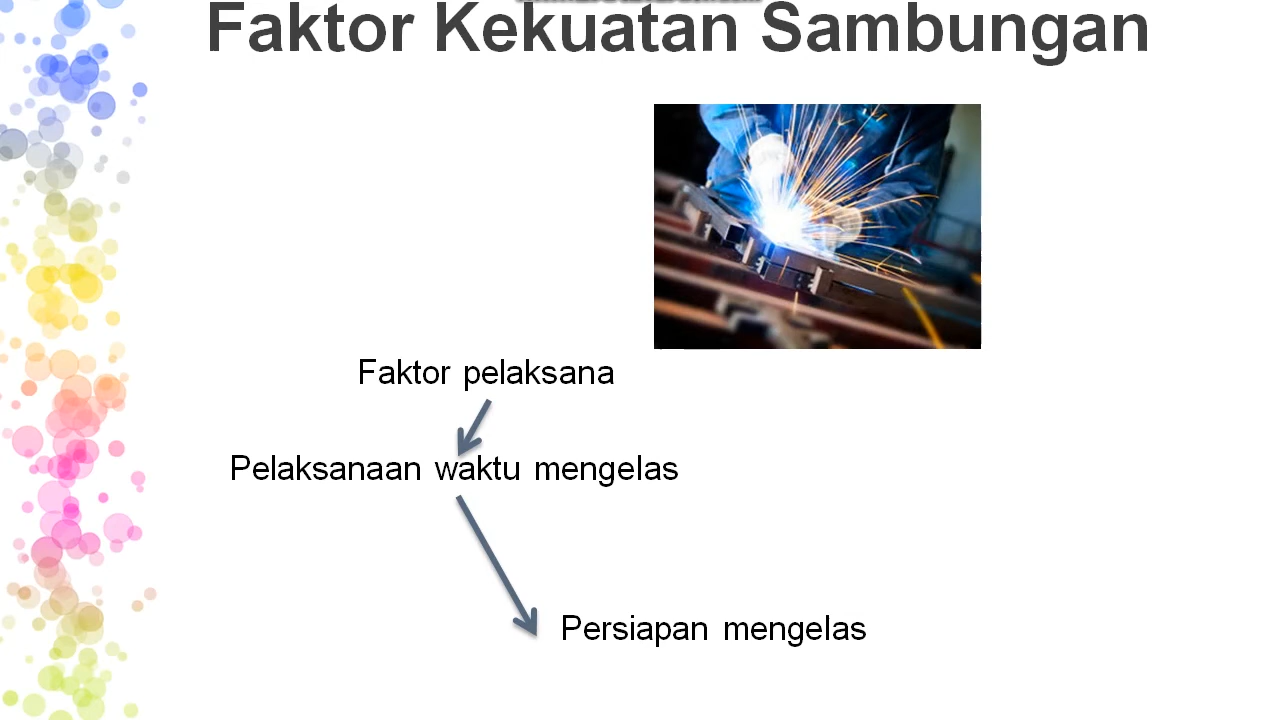 Faktor Kekuatan Sambungan
Faktor pelaksana
Pelaksanaan waktu mengelas
Persiapan mengelas